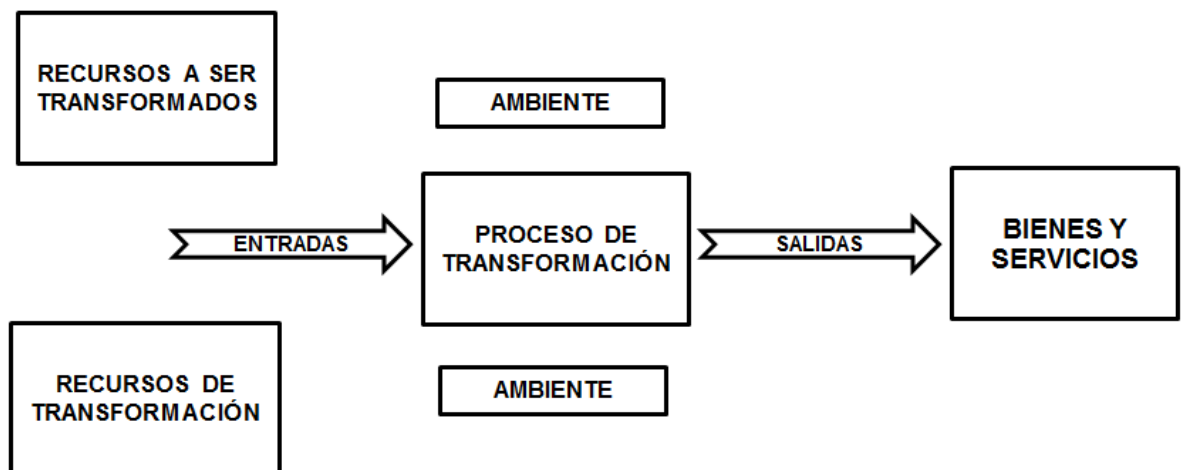 RECURSOS A SER
TRANSFORMADOS
AMBIENTE
ENTRADAS
PROCESO DE
TRANSFORMACIÓN
SALIDAS
BIENES Y
SERVICIOS
RECURSOS DE
TRANSFORMACIÓN
AMBIENTE